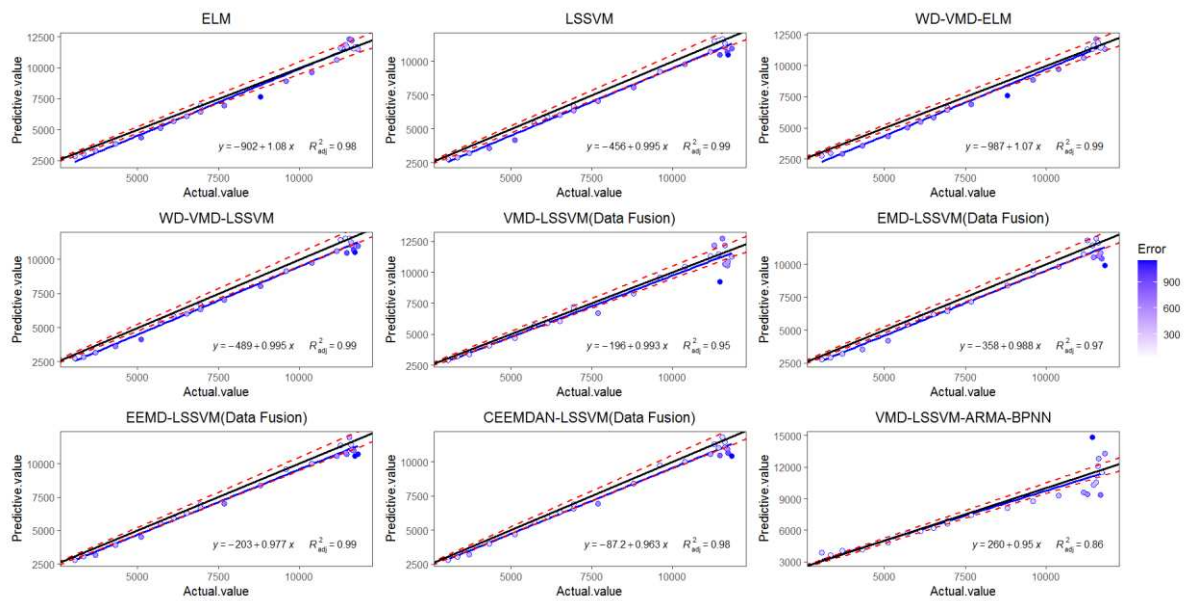 ELM
LSSVM
WD-VMD-ELM
Predictive.value
12500
10000
7500
5000
2500
y = −902 + 1.08 x R²adj = 0.98
5000 7500 10000
Actual.value
Predictive.value
12500
10000
7500
5000
2500
y = −456 + 0.995 x R²adj = 0.99
5000 7500 10000
Actual.value
Predictive.value
12500
10000
7500
5000
2500
y = −987 + 1.07 x R²adj = 0.99
5000 7500 10000
Actual.value
WD-VMD-LSSVM
VMD-LSSVM(Data Fusion)
EMD-LSSVM(Data Fusion)
Predictive.value
10000
7500
5000
2500
y = −489 + 0.995 x R²adj = 0.99
5000 7500 10000
Actual.value
Predictive.value
12500
10000
7500
5000
2500
y = −196 + 0.993 x R²adj = 0.95
5000 7500 10000
Actual.value
Predictive.value
10000
7500
5000
2500
y = −358 + 0.988 x R²adj = 0.97
5000 7500 10000
Actual.value
Error
900
600
300
EEMD-LSSVM(Data Fusion)
CEEMDAN-LSSVM(Data Fusion)
VMD-LSSVM-ARMA-BPNN
Predictive.value
10000
7500
5000
2500
y = −203 + 0.977 x R²adj = 0.99
5000 7500 10000
Actual.value
Predictive.value
10000
7500
5000
2500
y = −87.2 + 0.963 x R²adj = 0.98
5000 7500 10000
Actual.value
Predictive.value
15000
12000
9000
6000
3000
y = 260 + 0.95 x R²adj = 0.86
5000 7500 10000
Actual.value